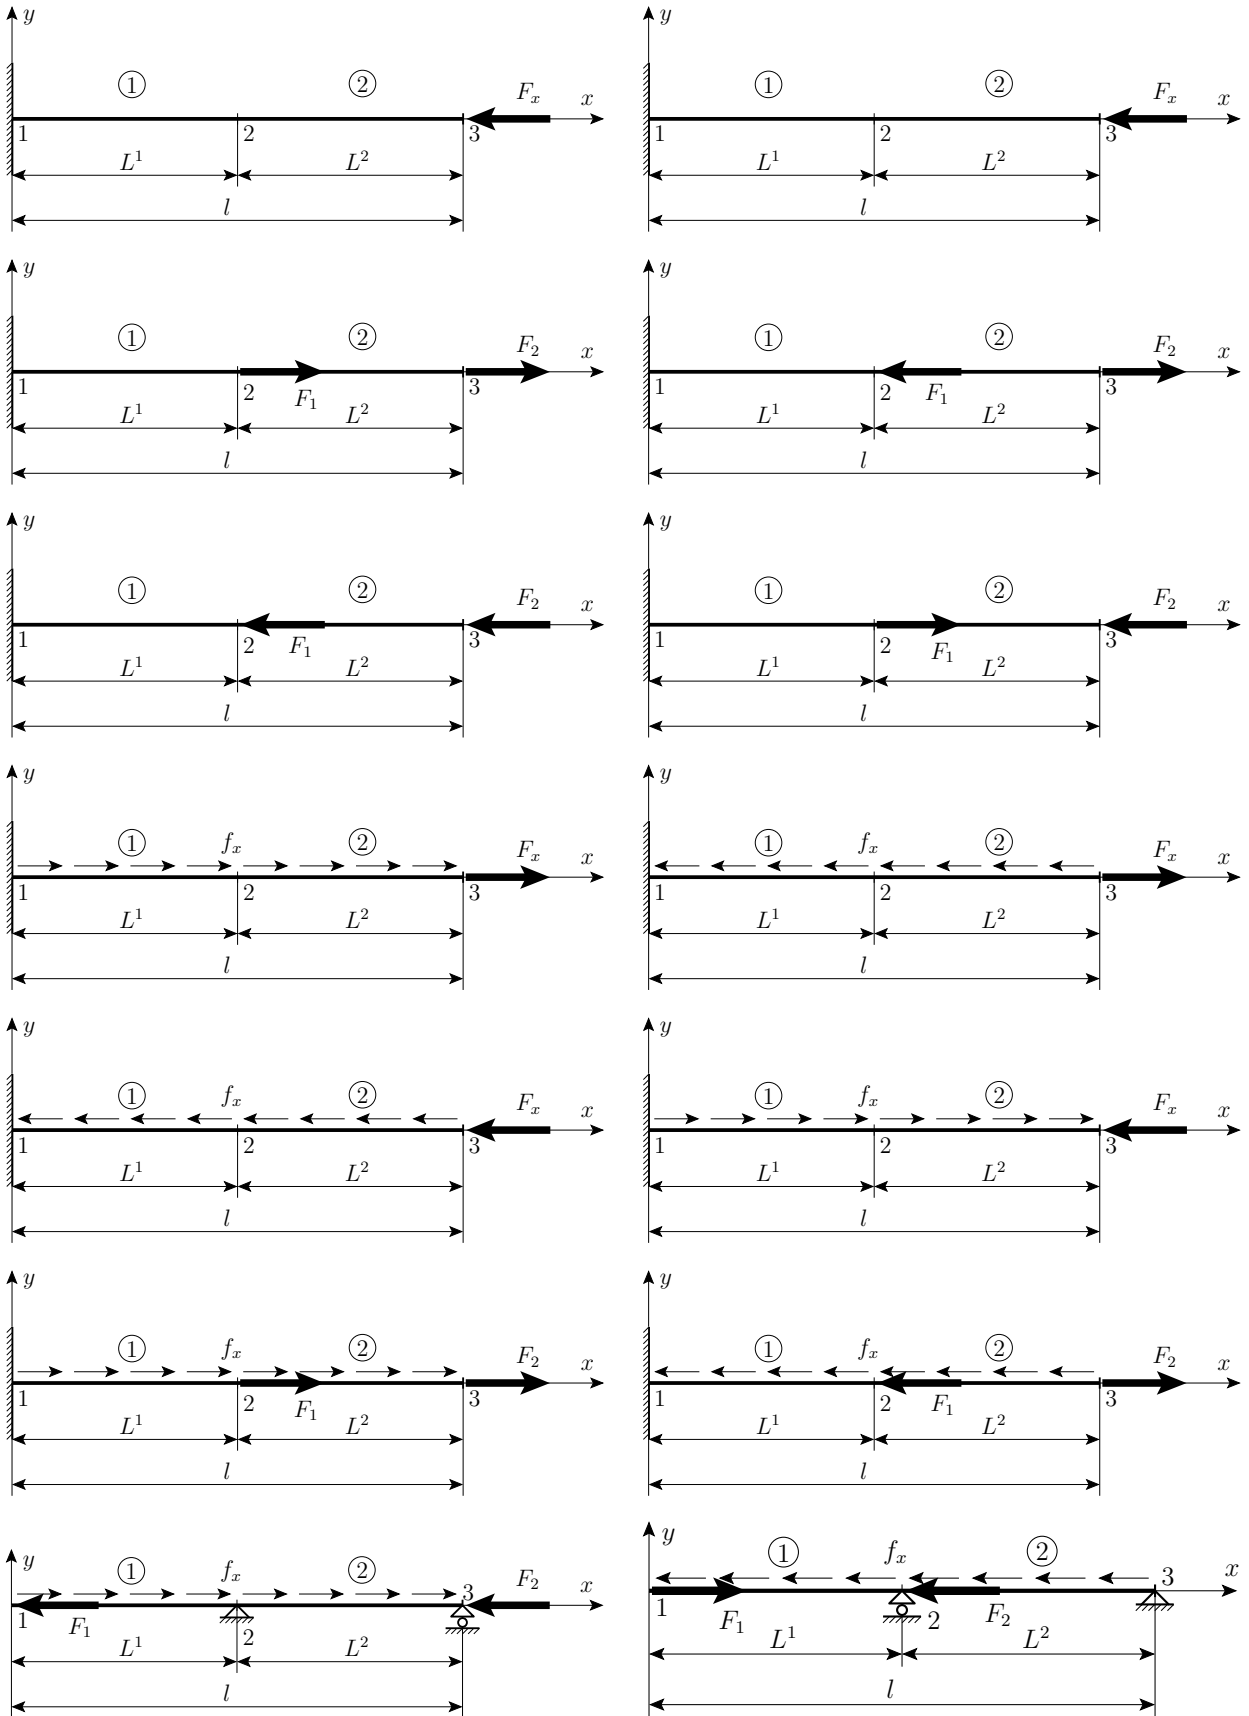 y y
① ② F_x x ① ② F_x x
1 2 3 1 2 3
L^1 L^2 L^1 L^2
l l
y y
① ② F_2 x ① ② F_2 x
1 2 F_1 3 1 2 F_1 3
L^1 L^2 L^1 L^2
l l
y y
① ② F_2 x ① ② F_2 x
1 2 F_1 3 1 2 F_1 3
L^1 L^2 L^1 L^2
l l
y y
① f_x ② F_x x ① f_x ② F_x x
1 2 3 1 2 3
L^1 L^2 L^1 L^2
l l
y y
① f_x ② F_x x ① f_x ② F_x x
1 2 3 1 2 3
L^1 L^2 L^1 L^2
l l
y y
① f_x ② F_2 x ① f_x ② F_2 x
1 2 F_1 3 1 2 F_1 3
L^1 L^2 L^1 L^2
l l
y y
① f_x ② 3 F_2 x ① f_x ② 3 x
1 F_1 2 1 F_1 2 F_2
L^1 L^2 L^1 L^2
l l